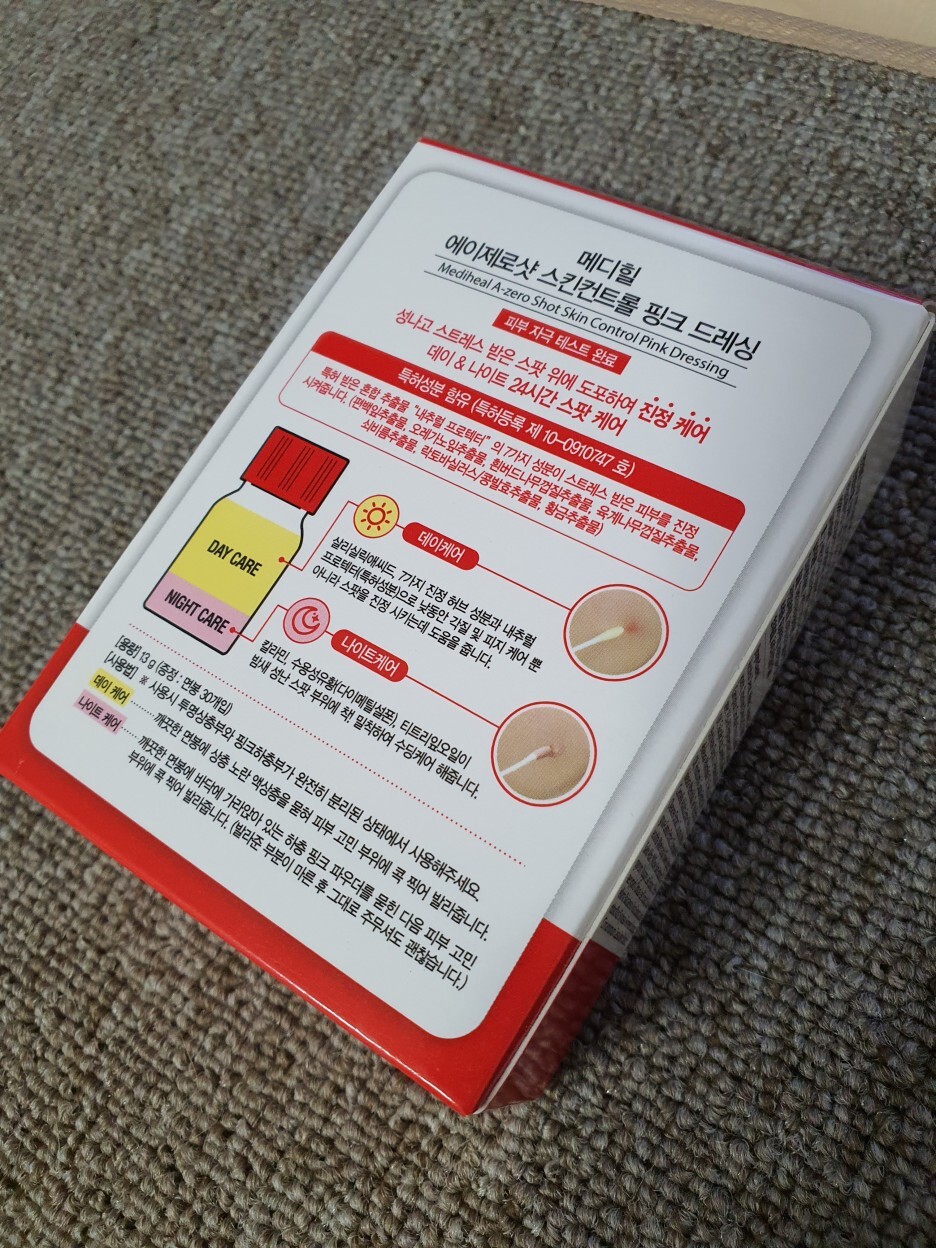 메디힐
에이제로샷 스킨컨트롤 핑크 드레싱
Mediheal A-zero Shot Skin Control Pink Dressing
피부 자극 테스트 완료
성나고 스트레스 받은 스팟 위에 도포하여 진정 케어
데이 & 나이트 24시간 스팟 케어
특허성분 함유 (특허등록 제 10-0910747 호)
특허 받은 혼합 추출물 "내추럴 프로텍터" 의 7가지 성분이 스트레스 받은 피부를 진정
시켜줍니다. (편백잎추출물, 오레가노잎추출물, 흰버드나무껍질추출물, 육계나무껍질추출물,
쇠비름추출물, 락토바실러스/콩발효추출물, 황금추출물)
DAY CARE
NIGHT CARE
데이케어
살리실릭애씨드, 7가지 진정 허브 성분과 내추럴
프로텍터(특허성분)으로 낮동안 각질 및 피지 케어 뿐
아니라 스팟을 진정 시키는데 도움을 줍니다.
나이트케어
칼라민, 수용성유황(다이메틸설폰), 티트리잎오일이
밤새 성난 스팟 부위에 착! 밀착하여 수딩케어 해줍니다.
[용량] 13 g (증정 : 면봉 30개입)
[사용법] ※ 사용시 투명상층부와 핑크하층부가 완전히 분리된 상태에서 사용해주세요.
데이 케어 ······ 깨끗한 면봉에 상층 노란 액상층을 묻혀 피부 고민 부위에 콕 찍어 발라줍니다.
나이트 케어 ··· 깨끗한 면봉에 바닥에 가라앉아 있는 하층 핑크 파우더를 묻힌 다음 피부 고민
부위에 콕 찍어 발라줍니다. (발라준 부분이 마른 후 그대로 주무셔도 괜찮습니다.)